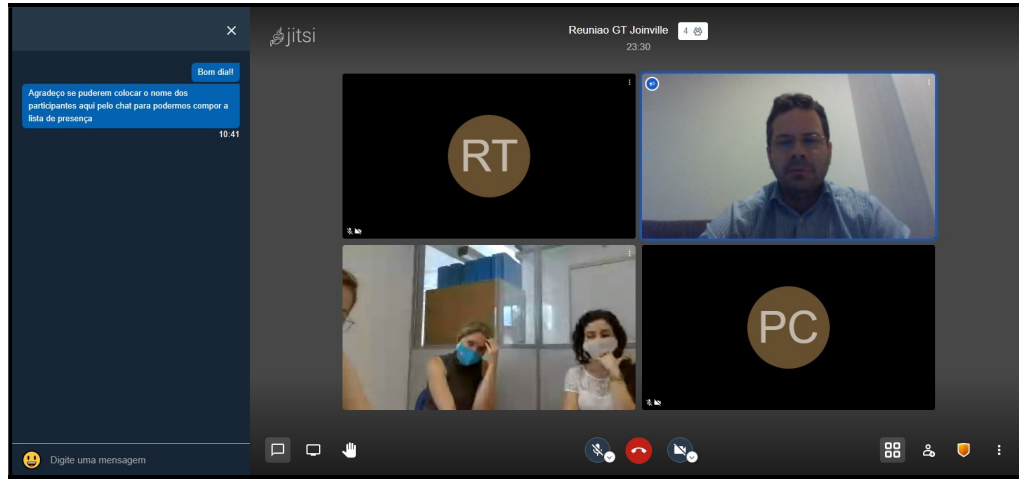 jitsi
Reuniao GT Joinville 4
23:30
Bom dia!!
Agradeço se puderem colocar o nome dos
participantes aqui pelo chat para podermos compor a
lista de presença
10:41
RT
PC
Digite uma mensagem